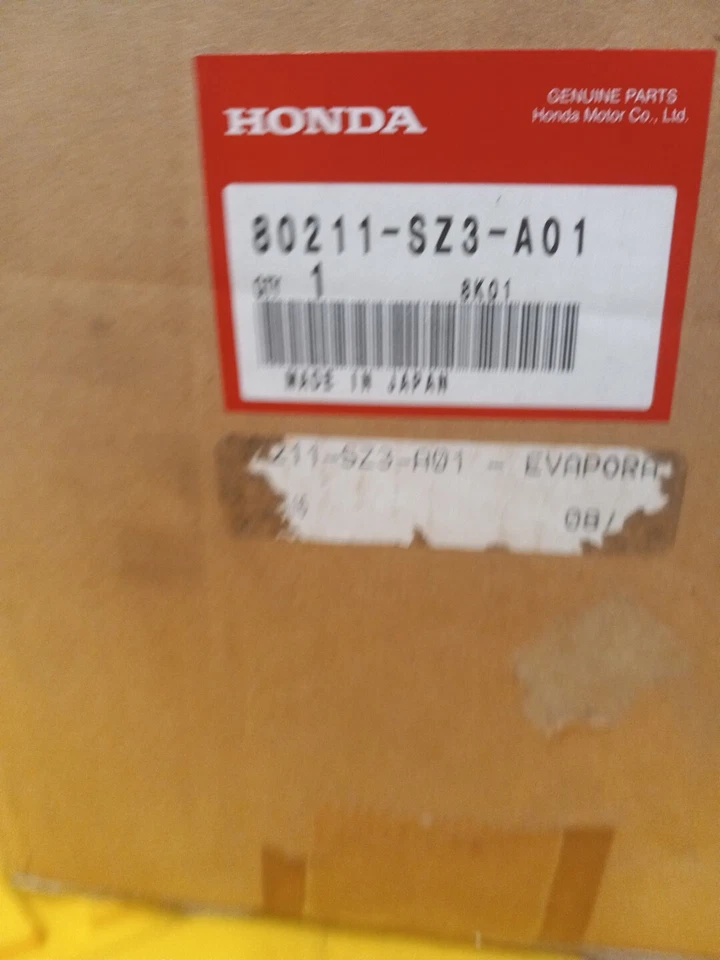 HONDA
GENUINE PARTS
Honda Motor Co., Ltd.
80211-SZ3-A01
QTY 1 8K01
MADE IN JAPAN
211-SZ3-A01 - EVAPORA
08/